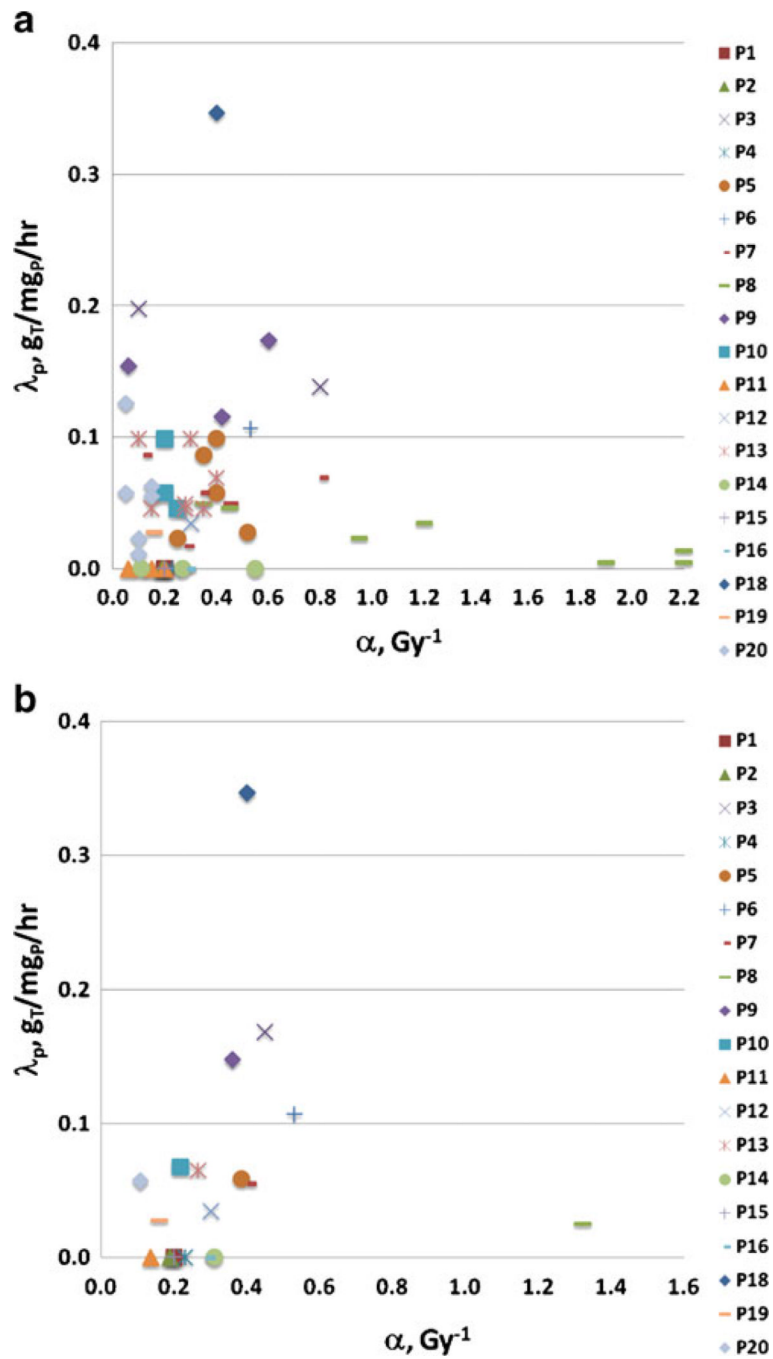 a
0.4
0.3
0.2
0.1
0.0
λp, gT/mgP/hr
0.0 0.2 0.4 0.6 0.8 1.0 1.2 1.4 1.6 1.8 2.0 2.2
α, Gy-1
P1
P2
P3
P4
P5
P6
P7
P8
P9
P10
P11
P12
P13
P14
P15
P16
P18
P19
P20
b
0.4
0.3
0.2
0.1
0.0
λp, gT/mgP/hr
0.0 0.2 0.4 0.6 0.8 1.0 1.2 1.4 1.6
α, Gy-1
P1
P2
P3
P4
P5
P6
P7
P8
P9
P10
P11
P12
P13
P14
P15
P16
P18
P19
P20